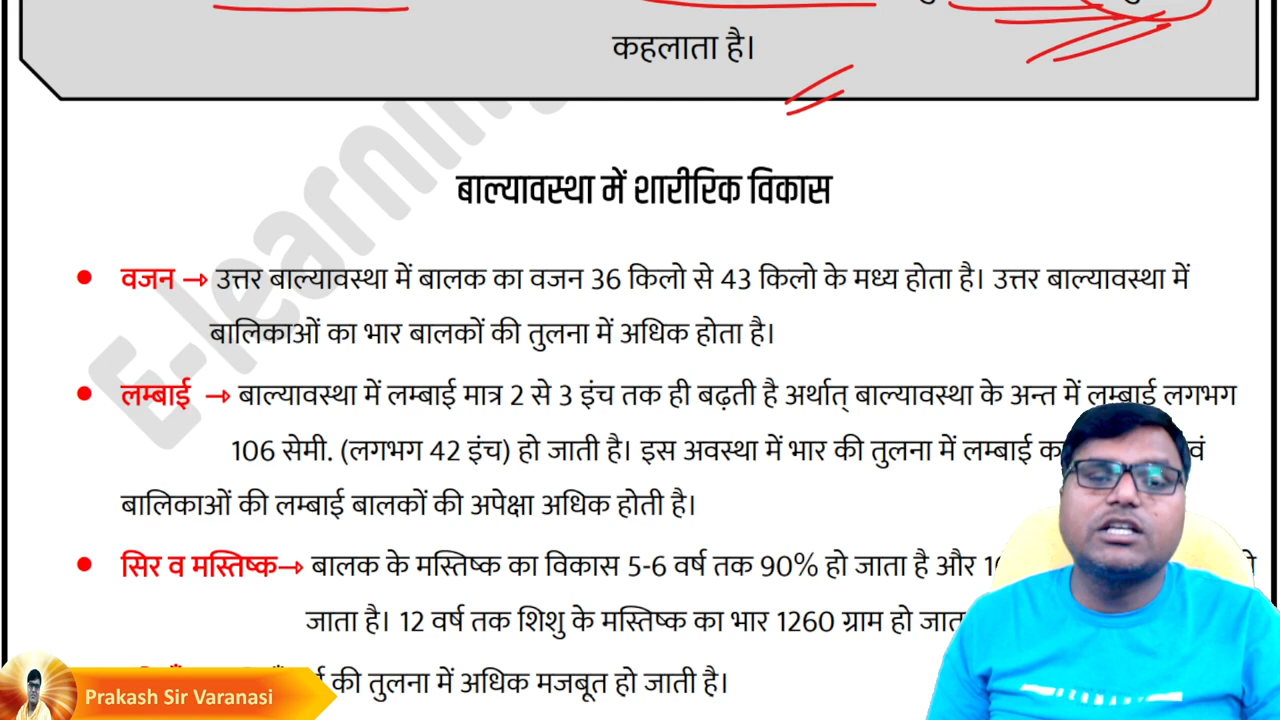 कहलाता है।
E-learning
बाल्यावस्था में शारीरिक विकास
वजन → उत्तर बाल्यावस्था में बालक का वजन 36 किलो से 43 किलो के मध्य होता है। उत्तर बाल्यावस्था में
बालिकाओं का भार बालकों की तुलना में अधिक होता है।
लम्बाई → बाल्यावस्था में लम्बाई मात्र 2 से 3 इंच तक ही बढ़ती है अर्थात् बाल्यावस्था के अन्त में लम्बाई लगभग
106 सेमी. (लगभग 42 इंच) हो जाती है। इस अवस्था में भार की तुलना में लम्बाई
बालिकाओं की लम्बाई बालकों की अपेक्षा अधिक होती है।
सिर व मस्तिष्क→ बालक के मस्तिष्क का विकास 5-6 वर्ष तक 90% हो जाता है और
जाता है। 12 वर्ष तक शिशु के मस्तिष्क का भार 1260 ग्राम हो
की तुलना में अधिक मजबूत हो जाती है।
Prakash Sir Varanasi